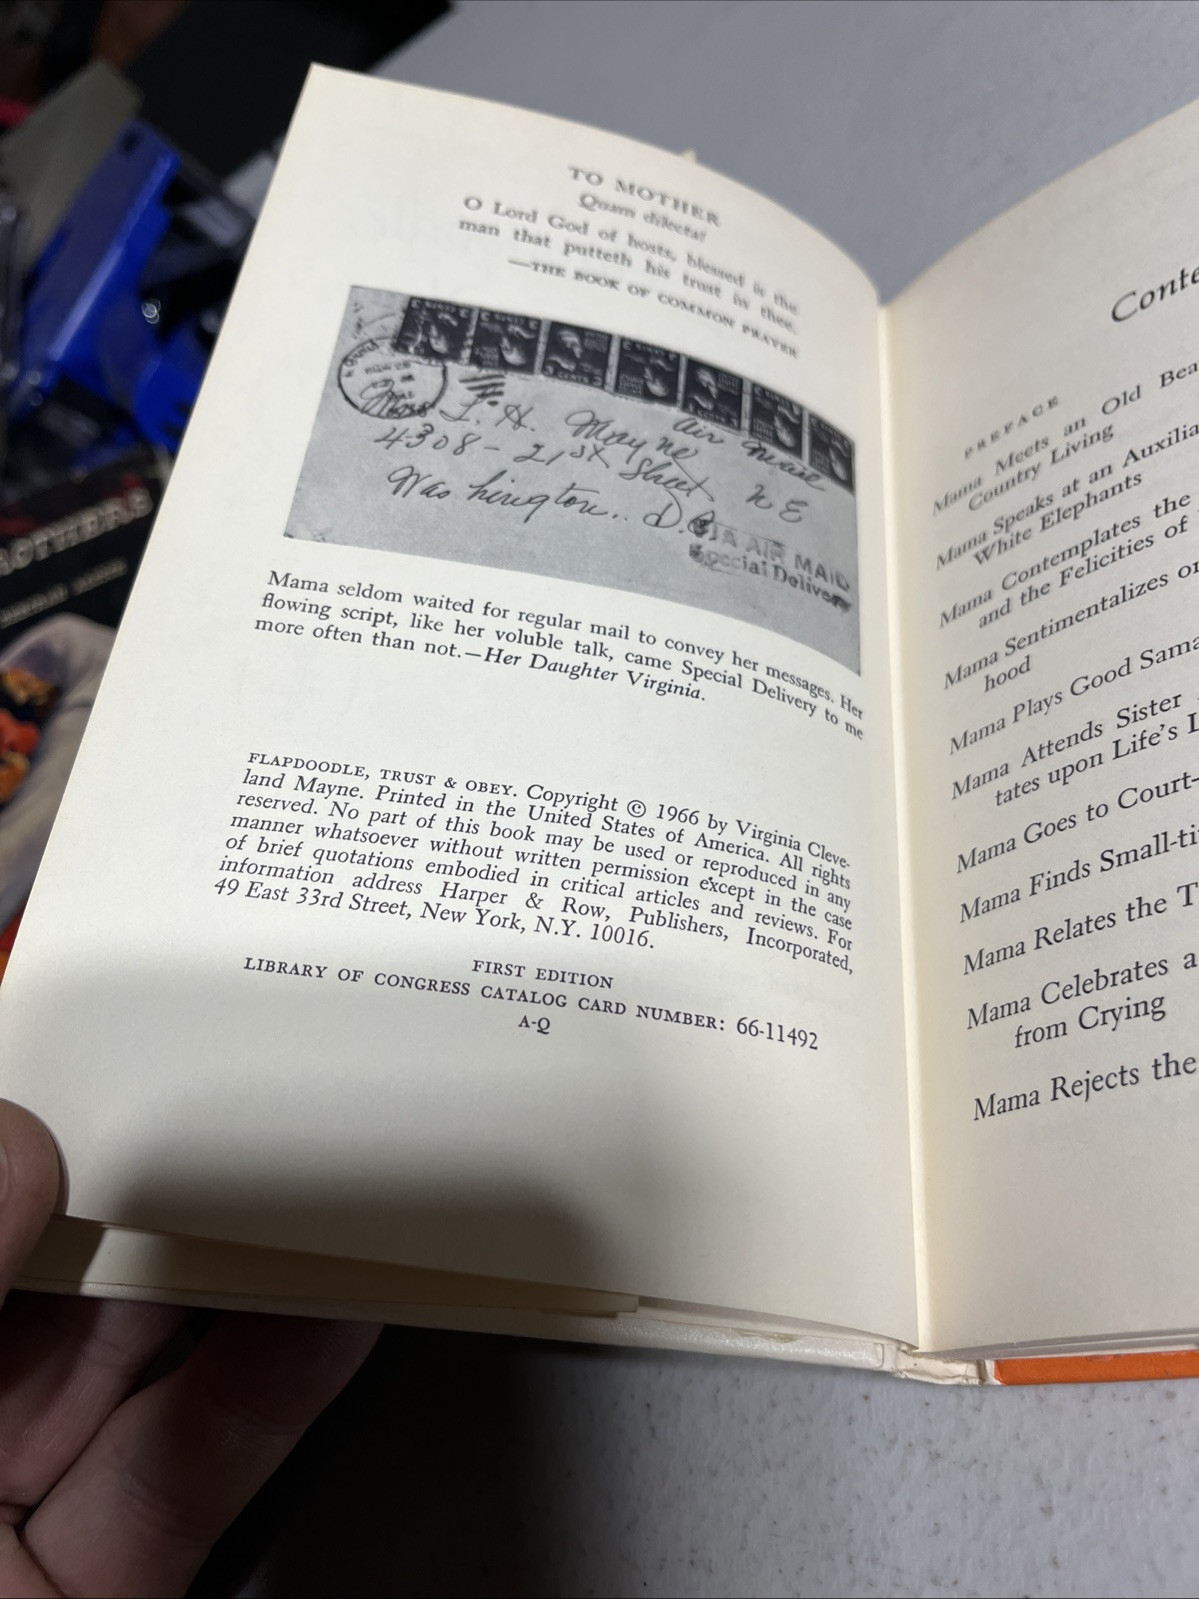 TO MOTHER
Quam dilecta!
O Lord God of hosts, blessed is the
man that putteth his trust in thee.
—THE BOOK OF COMMON PRAYER
L. H. Mayne
Air Mail
4308 - 21st Street N E
Washington.. D.C.
VIA AIR MAIL
Special Delivery
Mama seldom waited for regular mail to convey her messages. Her
flowing script, like her voluble talk, came Special Delivery to me
more often than not.—Her Daughter Virginia.
FLAPDOODLE, TRUST & OBEY. Copyright © 1966 by Virginia Cleve-
land Mayne. Printed in the United States of America. All rights
reserved. No part of this book may be used or reproduced in any
manner whatsoever without written permission except in the case
of brief quotations embodied in critical articles and reviews. For
information address Harper & Row, Publishers, Incorporated,
49 East 33rd Street, New York, N.Y. 10016.
FIRST EDITION
LIBRARY OF CONGRESS CATALOG CARD NUMBER: 66-11492
A-Q
Conte
PREFACE
Mama Meets an Old Bea
Country Living
Mama Speaks at an Auxilia
White Elephants
Mama Contemplates the
and the Felicities of
Mama Sentimentalizes on
hood
Mama Plays Good Sama
Mama Attends Sister
tates upon Life's L
Mama Goes to Court-
Mama Finds Small-ti
Mama Relates the T
Mama Celebrates a
from Crying
Mama Rejects the